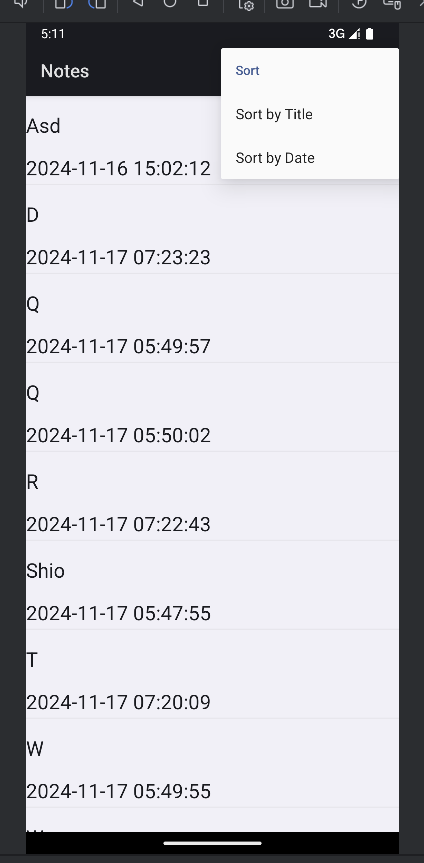 5:11
3G
Notes
Sort
Sort by Title
Sort by Date
Asd
2024-11-16 15:02:12
D
2024-11-17 07:23:23
Q
2024-11-17 05:49:57
Q
2024-11-17 05:50:02
R
2024-11-17 07:22:43
Shio
2024-11-17 05:47:55
T
2024-11-17 07:20:09
W
2024-11-17 05:49:55